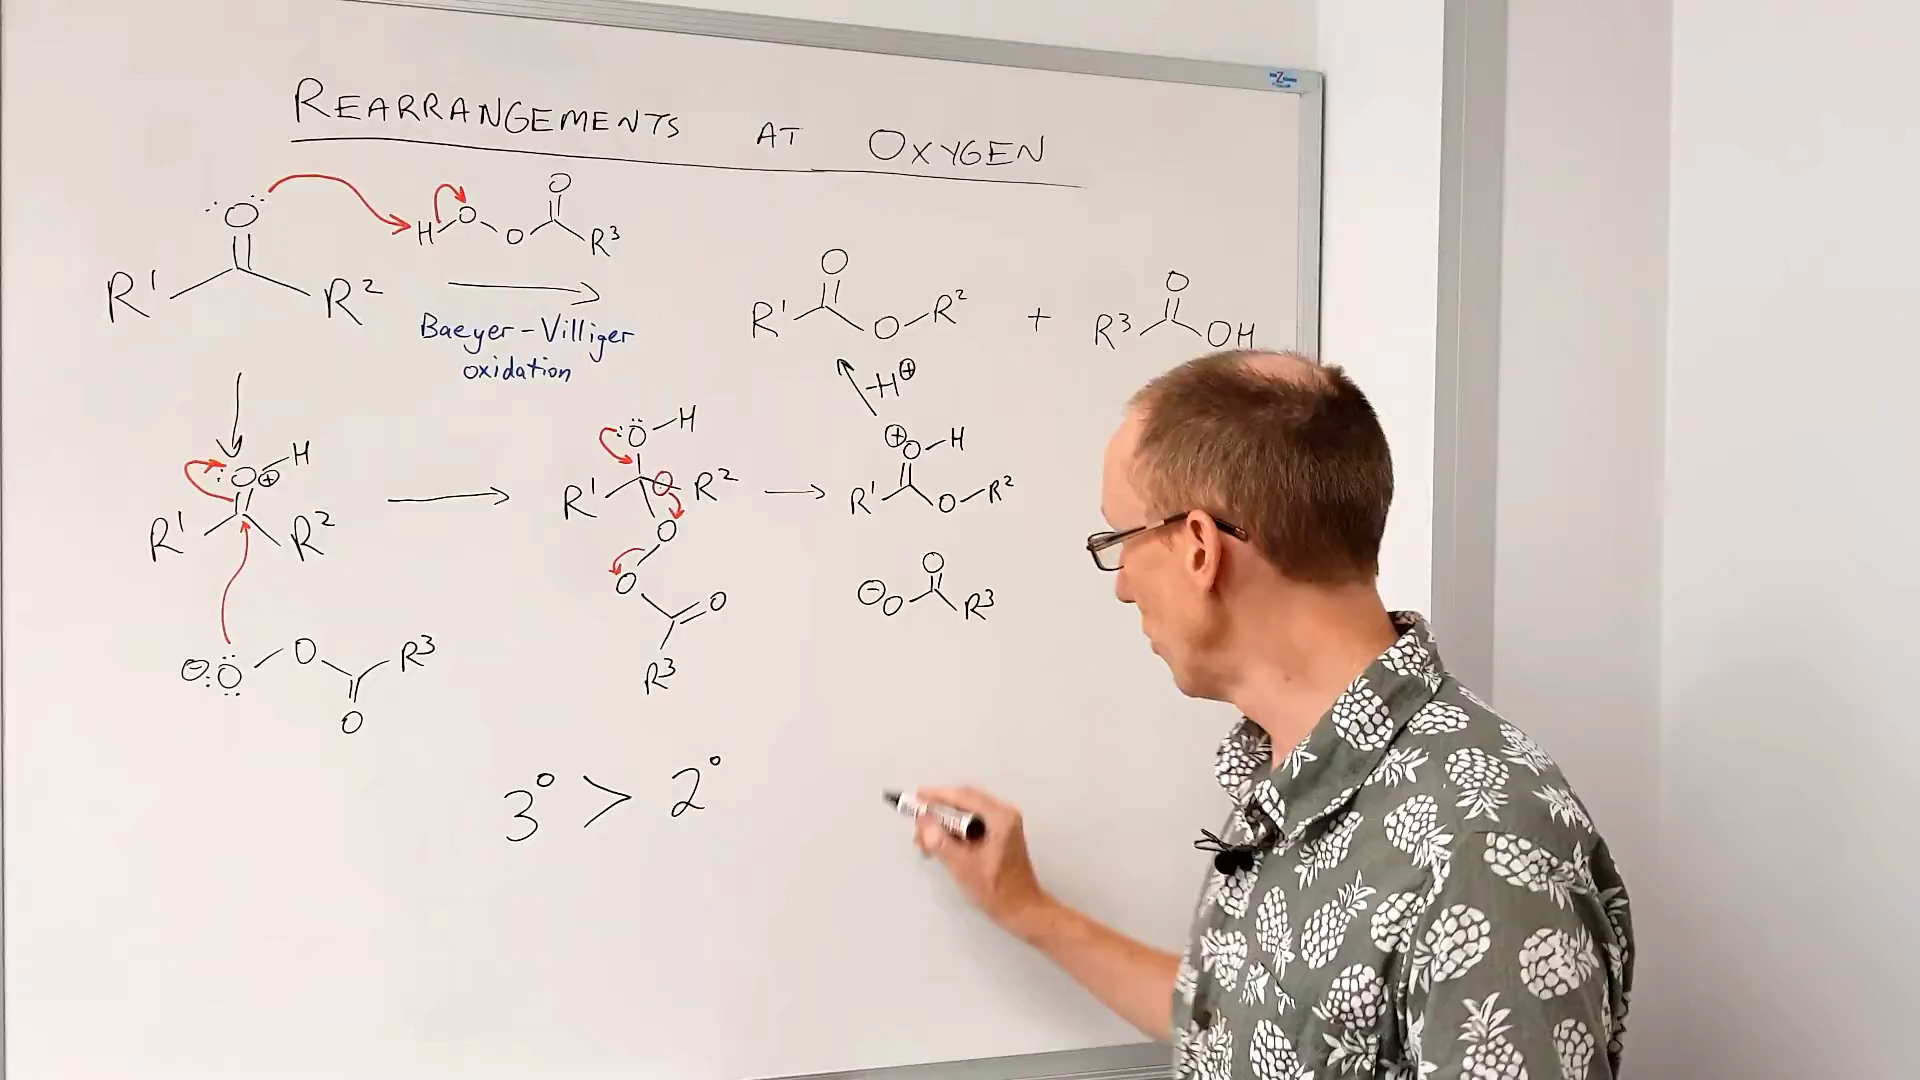 REARRANGEMENTS AT OXYGEN
:O:
H O O O R³
R¹ R²
Baeyer-Villiger
oxidation
O
R¹ O-R² + R³ O OH
-H⊕
:O⊕ H
R¹ R²
:Ö-H
R¹ R²
O
O O
R³
⊕O-H
R¹ O-R²
⊖O O R³
⊖:O O R³
O
3° > 2°